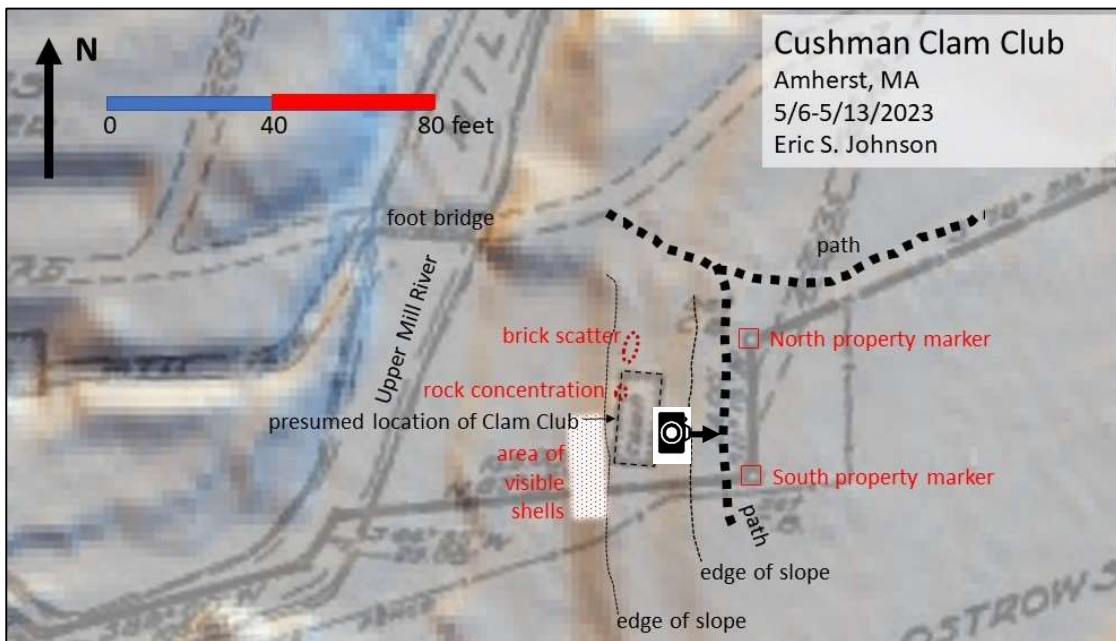 N
0 40 80 feet
Cushman Clam Club
Amherst, MA
5/6-5/13/2023
Eric S. Johnson
MIL
foot bridge
path
Upper Mill River
brick scatter
North property marker
rock concentration
presumed location of Clam Club
area of
visible
shells
South property marker
path
edge of slope
edge of slope
OSTROWS